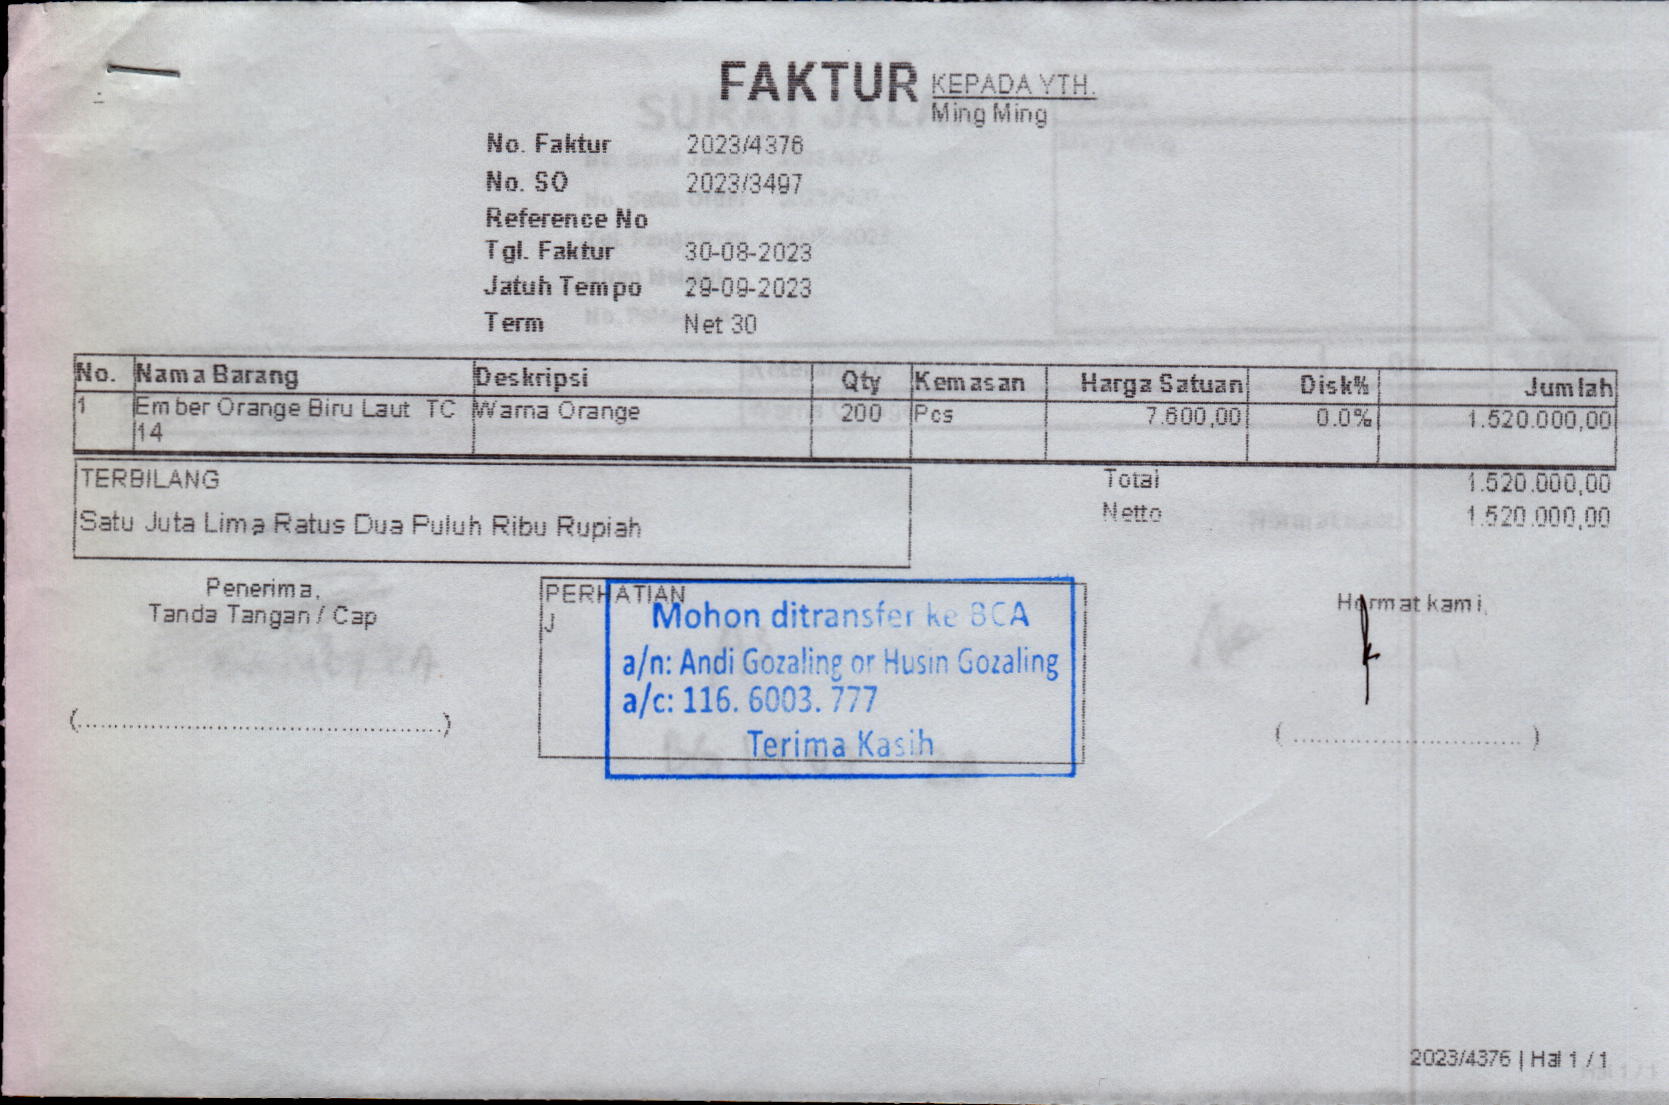 FAKTUR
KEPADA YTH.
Ming Ming
No. Faktur 2023/4376
No. SO 2023/3497
Reference No
Tgl. Faktur 30-08-2023
Jatuh Tempo 29-09-2023
Term Net 30
No. Nama Barang Deskripsi Qty Kemasan Harga Satuan Disk% Jumlah
1 Ember Orange Biru Laut TC Warna Orange 200 Pcs 7.600,00 0.0% 1.520.000,00
14
TERBILANG
Satu Juta Lima Ratus Dua Puluh Ribu Rupiah
Total 1.520.000,00
Netto 1.520.000,00
Penerima,
Tanda Tangan / Cap
(................................................)
PERHATIAN
J
Mohon ditransfer ke BCA
a/n: Andi Gozaling or Husin Gozaling
a/c: 116. 6003. 777
Terima Kasih
Hormat kami,
( .............................. )
2023/4376 | Hal 1 / 1